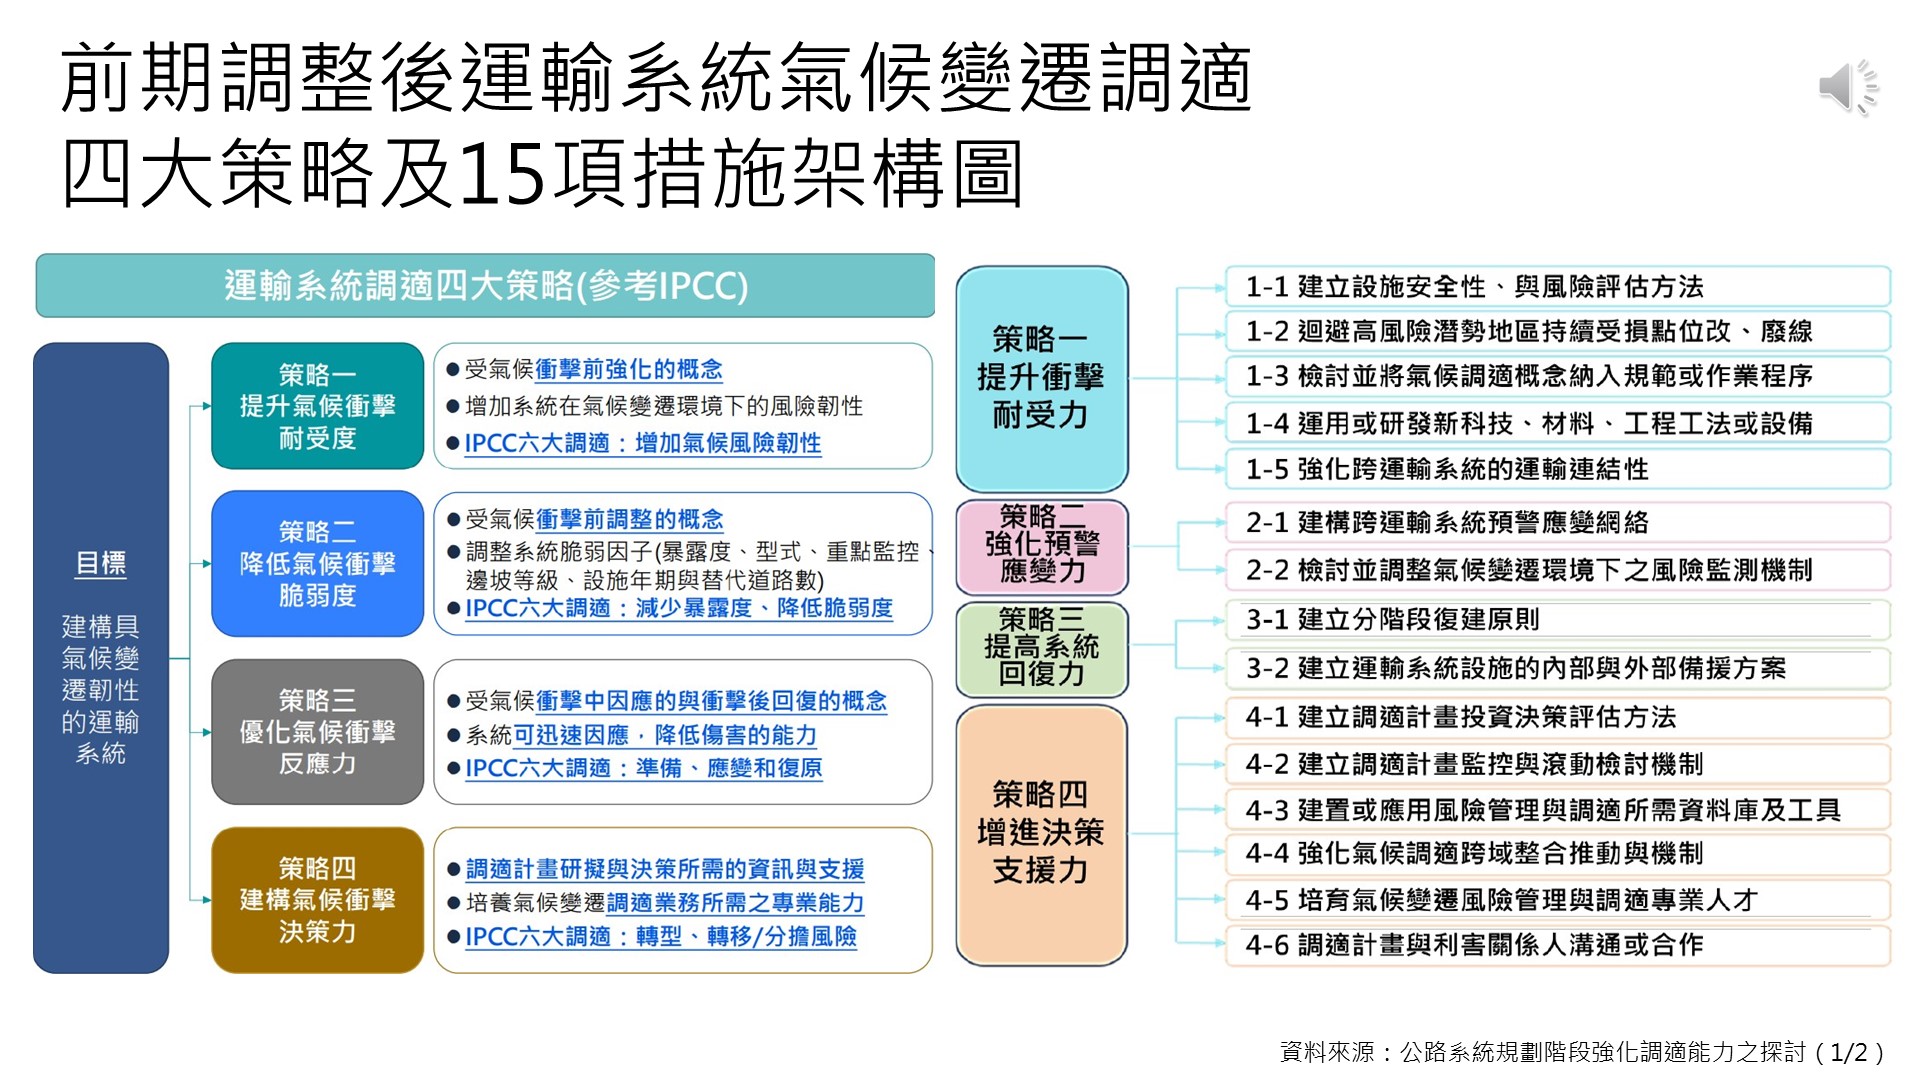 前期調整後運輸系統氣候變遷調適
四大策略及15項措施架構圖
運輸系統調適四大策略(參考IPCC)
目標
建構具
氣候變
遷韌性
的運輸
系統
策略一
提升氣候衝擊
耐受度
●受氣候衝擊前強化的概念
●增加系統在氣候變遷環境下的風險韌性
●IPCC六大調適：增加氣候風險韌性
策略二
降低氣候衝擊
脆弱度
●受氣候衝擊前調整的概念
●調整系統脆弱因子(暴露度、型式、重點監控、
邊坡等級、設施年期與替代道路數)
●IPCC六大調適：減少暴露度、降低脆弱度
策略三
優化氣候衝擊
反應力
●受氣候衝擊中因應的與衝擊後回復的概念
●系統可迅速因應，降低傷害的能力
●IPCC六大調適：準備、應變和復原
策略四
建構氣候衝擊
決策力
●調適計畫研擬與決策所需的資訊與支援
●培養氣候變遷調適業務所需之專業能力
●IPCC六大調適：轉型、轉移/分擔風險
策略一
提升衝擊
耐受力
1-1 建立設施安全性、與風險評估方法
1-2 迴避高風險潛勢地區持續受損點位改、廢線
1-3 檢討並將氣候調適概念納入規範或作業程序
1-4 運用或研發新科技、材料、工程工法或設備
1-5 強化跨運輸系統的運輸連結性
策略二
強化預警
應變力
2-1 建構跨運輸系統預警應變網絡
2-2 檢討並調整氣候變遷環境下之風險監測機制
策略三
提高系統
回復力
3-1 建立分階段復建原則
3-2 建立運輸系統設施的內部與外部備援方案
策略四
增進決策
支援力
4-1 建立調適計畫投資決策評估方法
4-2 建立調適計畫監控與滾動檢討機制
4-3 建置或應用風險管理與調適所需資料庫及工具
4-4 強化氣候調適跨域整合推動與機制
4-5 培育氣候變遷風險管理與調適專業人才
4-6 調適計畫與利害關係人溝通或合作
資料來源：公路系統規劃階段強化調適能力之探討（1/2）